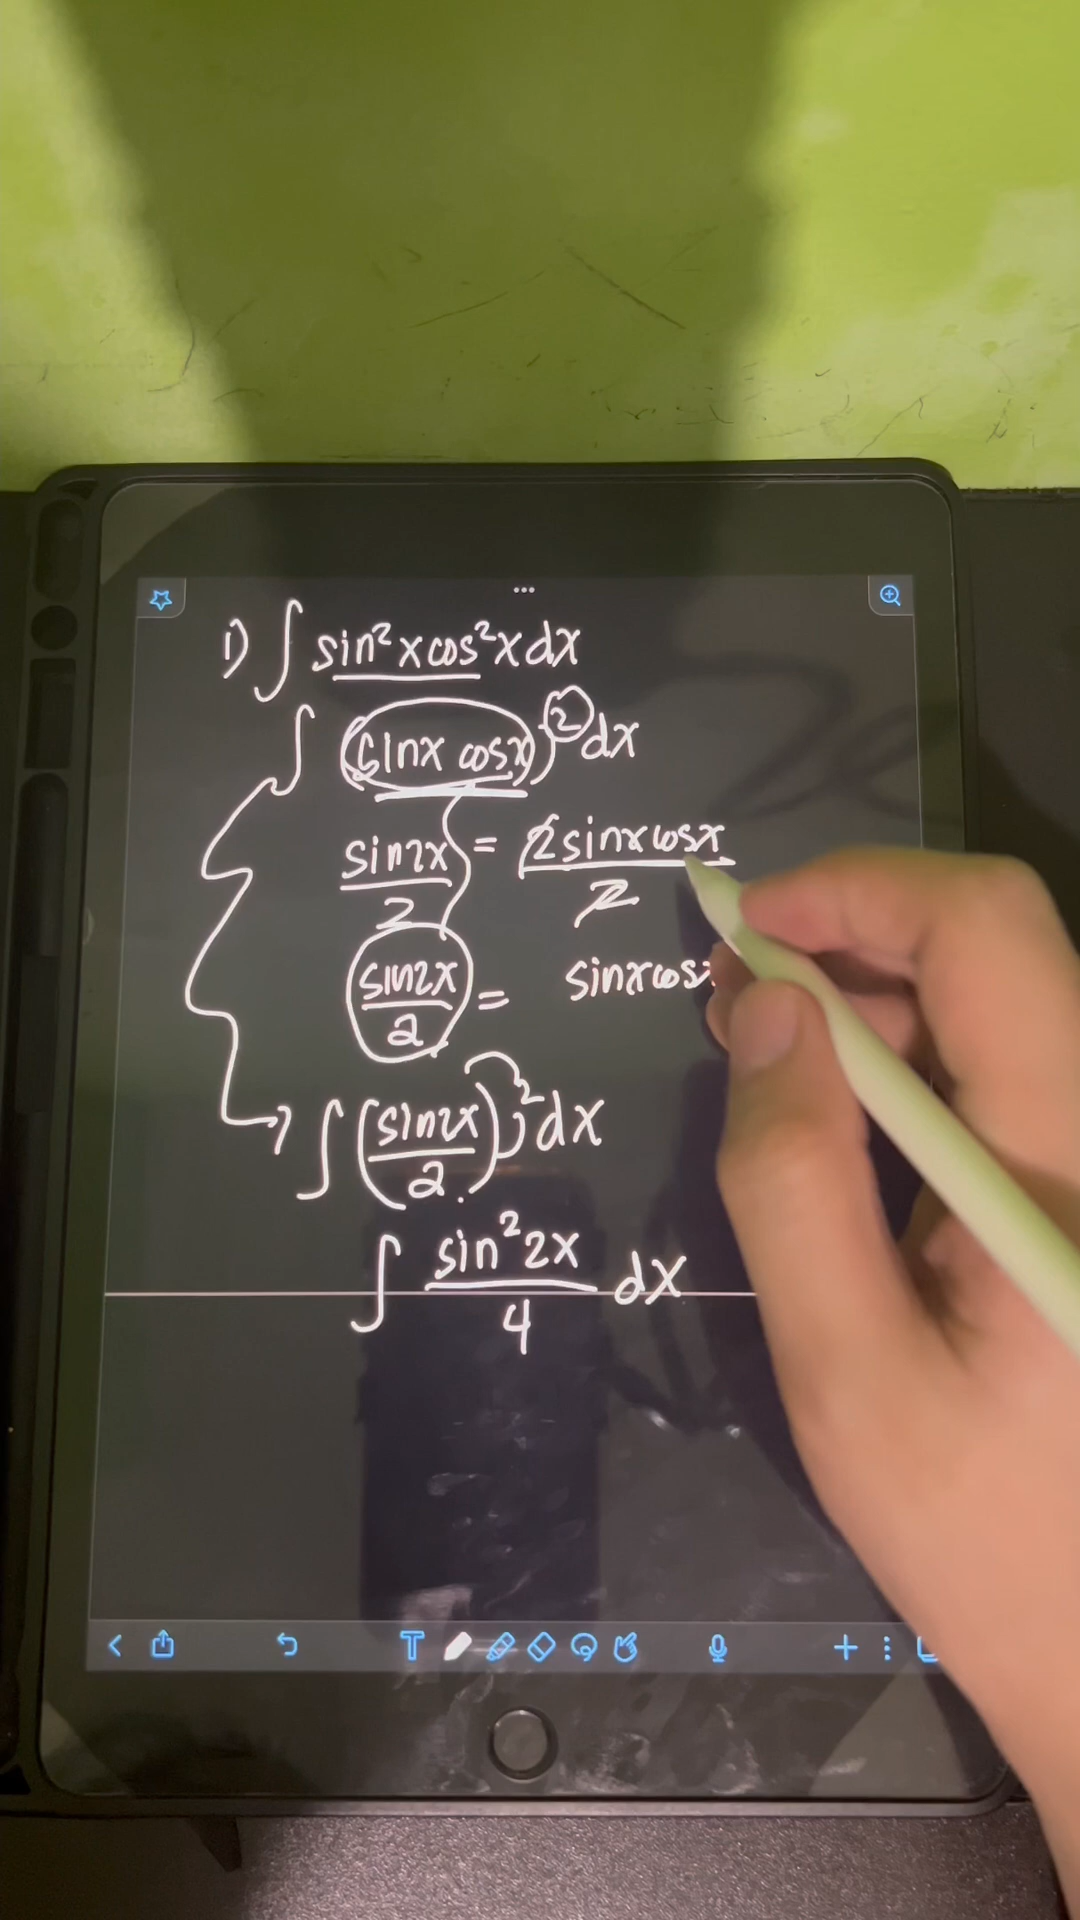 1) ∫ sin²x cos²x dx
∫ (sinx cosx)² dx
sin2x/2 = 2sinxcosx/2
sin2x/2 = sinxcosx
∫ (sin2x/2)² dx
∫ sin²2x/4 dx
T